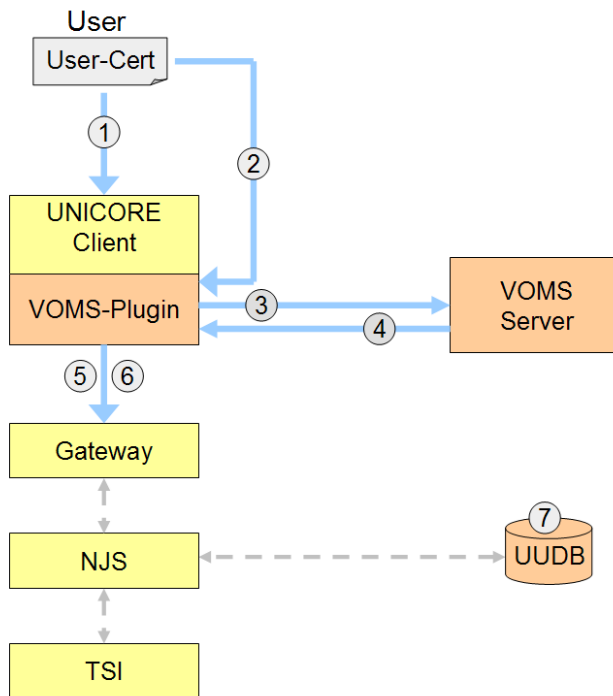 User
User-Cert
1
2
UNICORE
Client
VOMS-Plugin
3
4
VOMS
Server
5
6
Gateway
7
NJS
UUDB
TSI